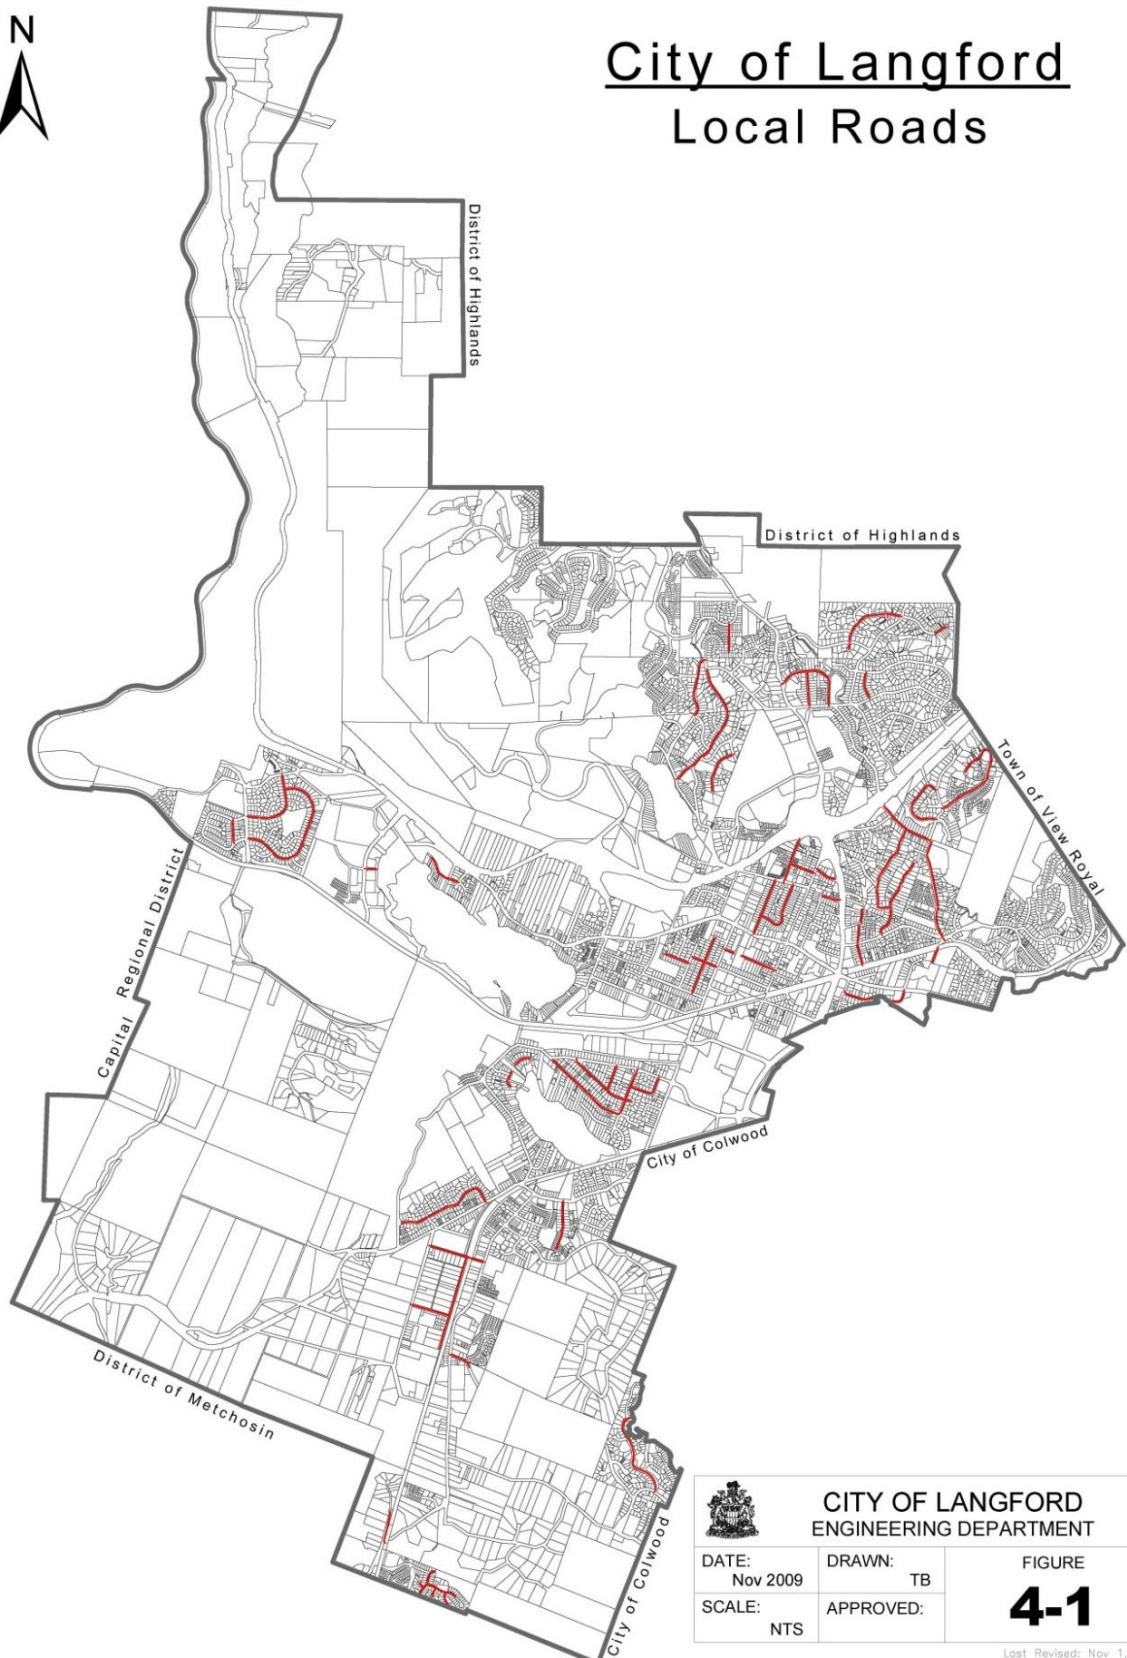 N
City of Langford
Local Roads
District of Highlands
District of Highlands
Town of View Royal
Capital Regional District
City of Colwood
District of Metchosin
City of Colwood
CITY OF LANGFORD
ENGINEERING DEPARTMENT
DATE:
Nov 2009
DRAWN:
TB
FIGURE
4-1
SCALE:
NTS
APPROVED:
Last Revised: Nov 1,